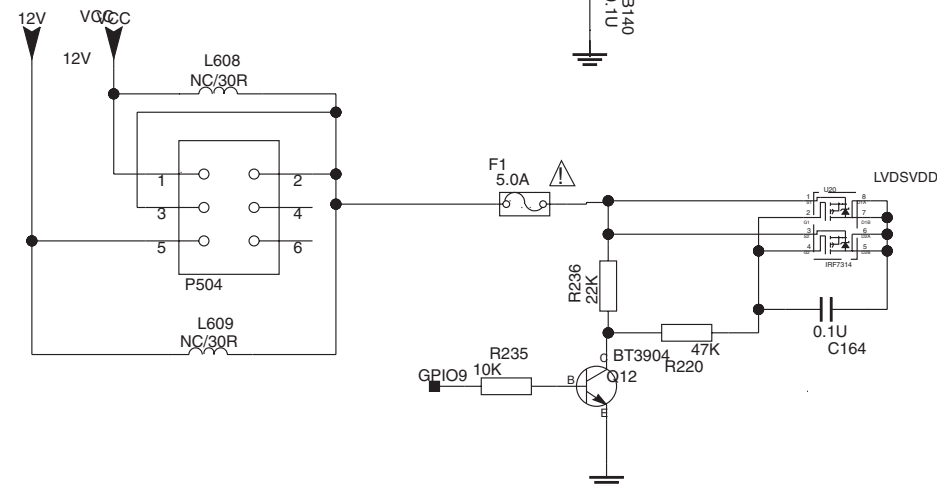 12V
VCC
VCC
12V
L608
NC/30R
1
2
3
4
5
6
P504
L609
NC/30R
B140
0.1U
F1
5.0A
!
R236
22K
R235
10K
GPIO9
B
C
E
BT3904
Q12
47K
R220
U20
1
2
3
4
8
7
6
5
IRF7314
LVDSVDD
0.1U
C164